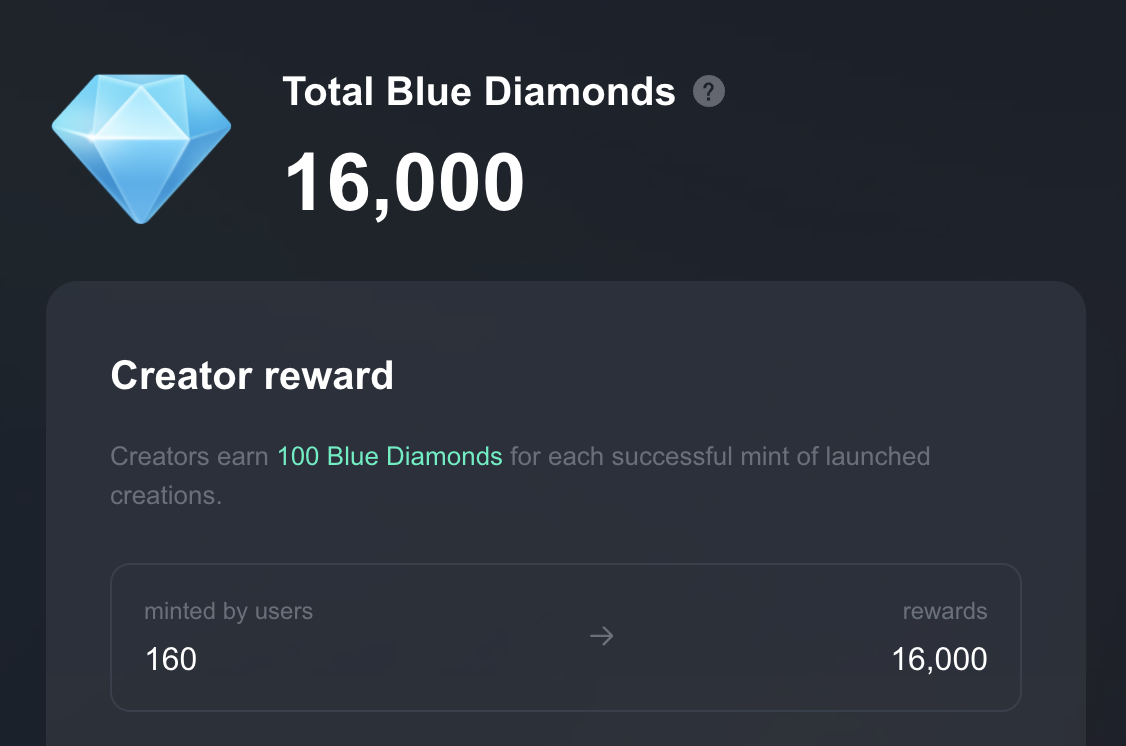 Total Blue Diamonds ?
16,000
Creator reward
Creators earn 100 Blue Diamonds for each successful mint of launched
creations.
minted by users → rewards
160 16,000